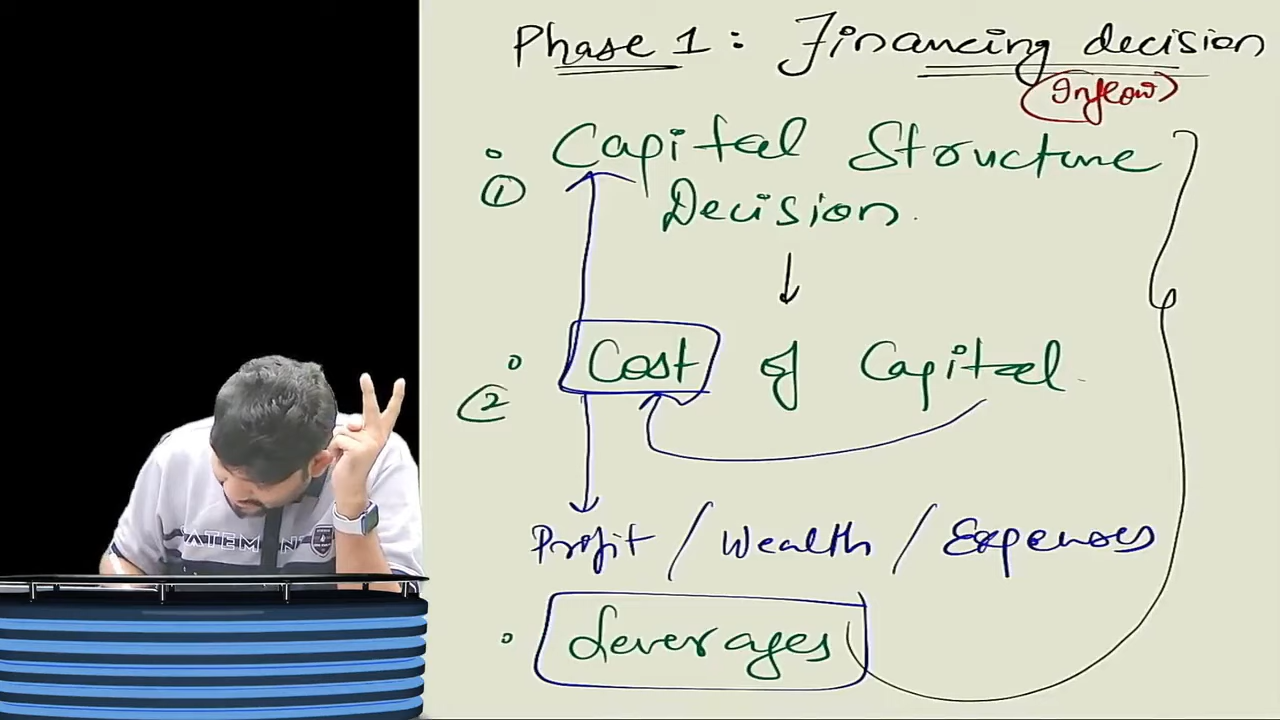 Phase 1 : Financing decision
(Inflow)
• Capital Structure
① Decision.
• Cost of Capital
②
Profit / Wealth / Expenses
• Leverages